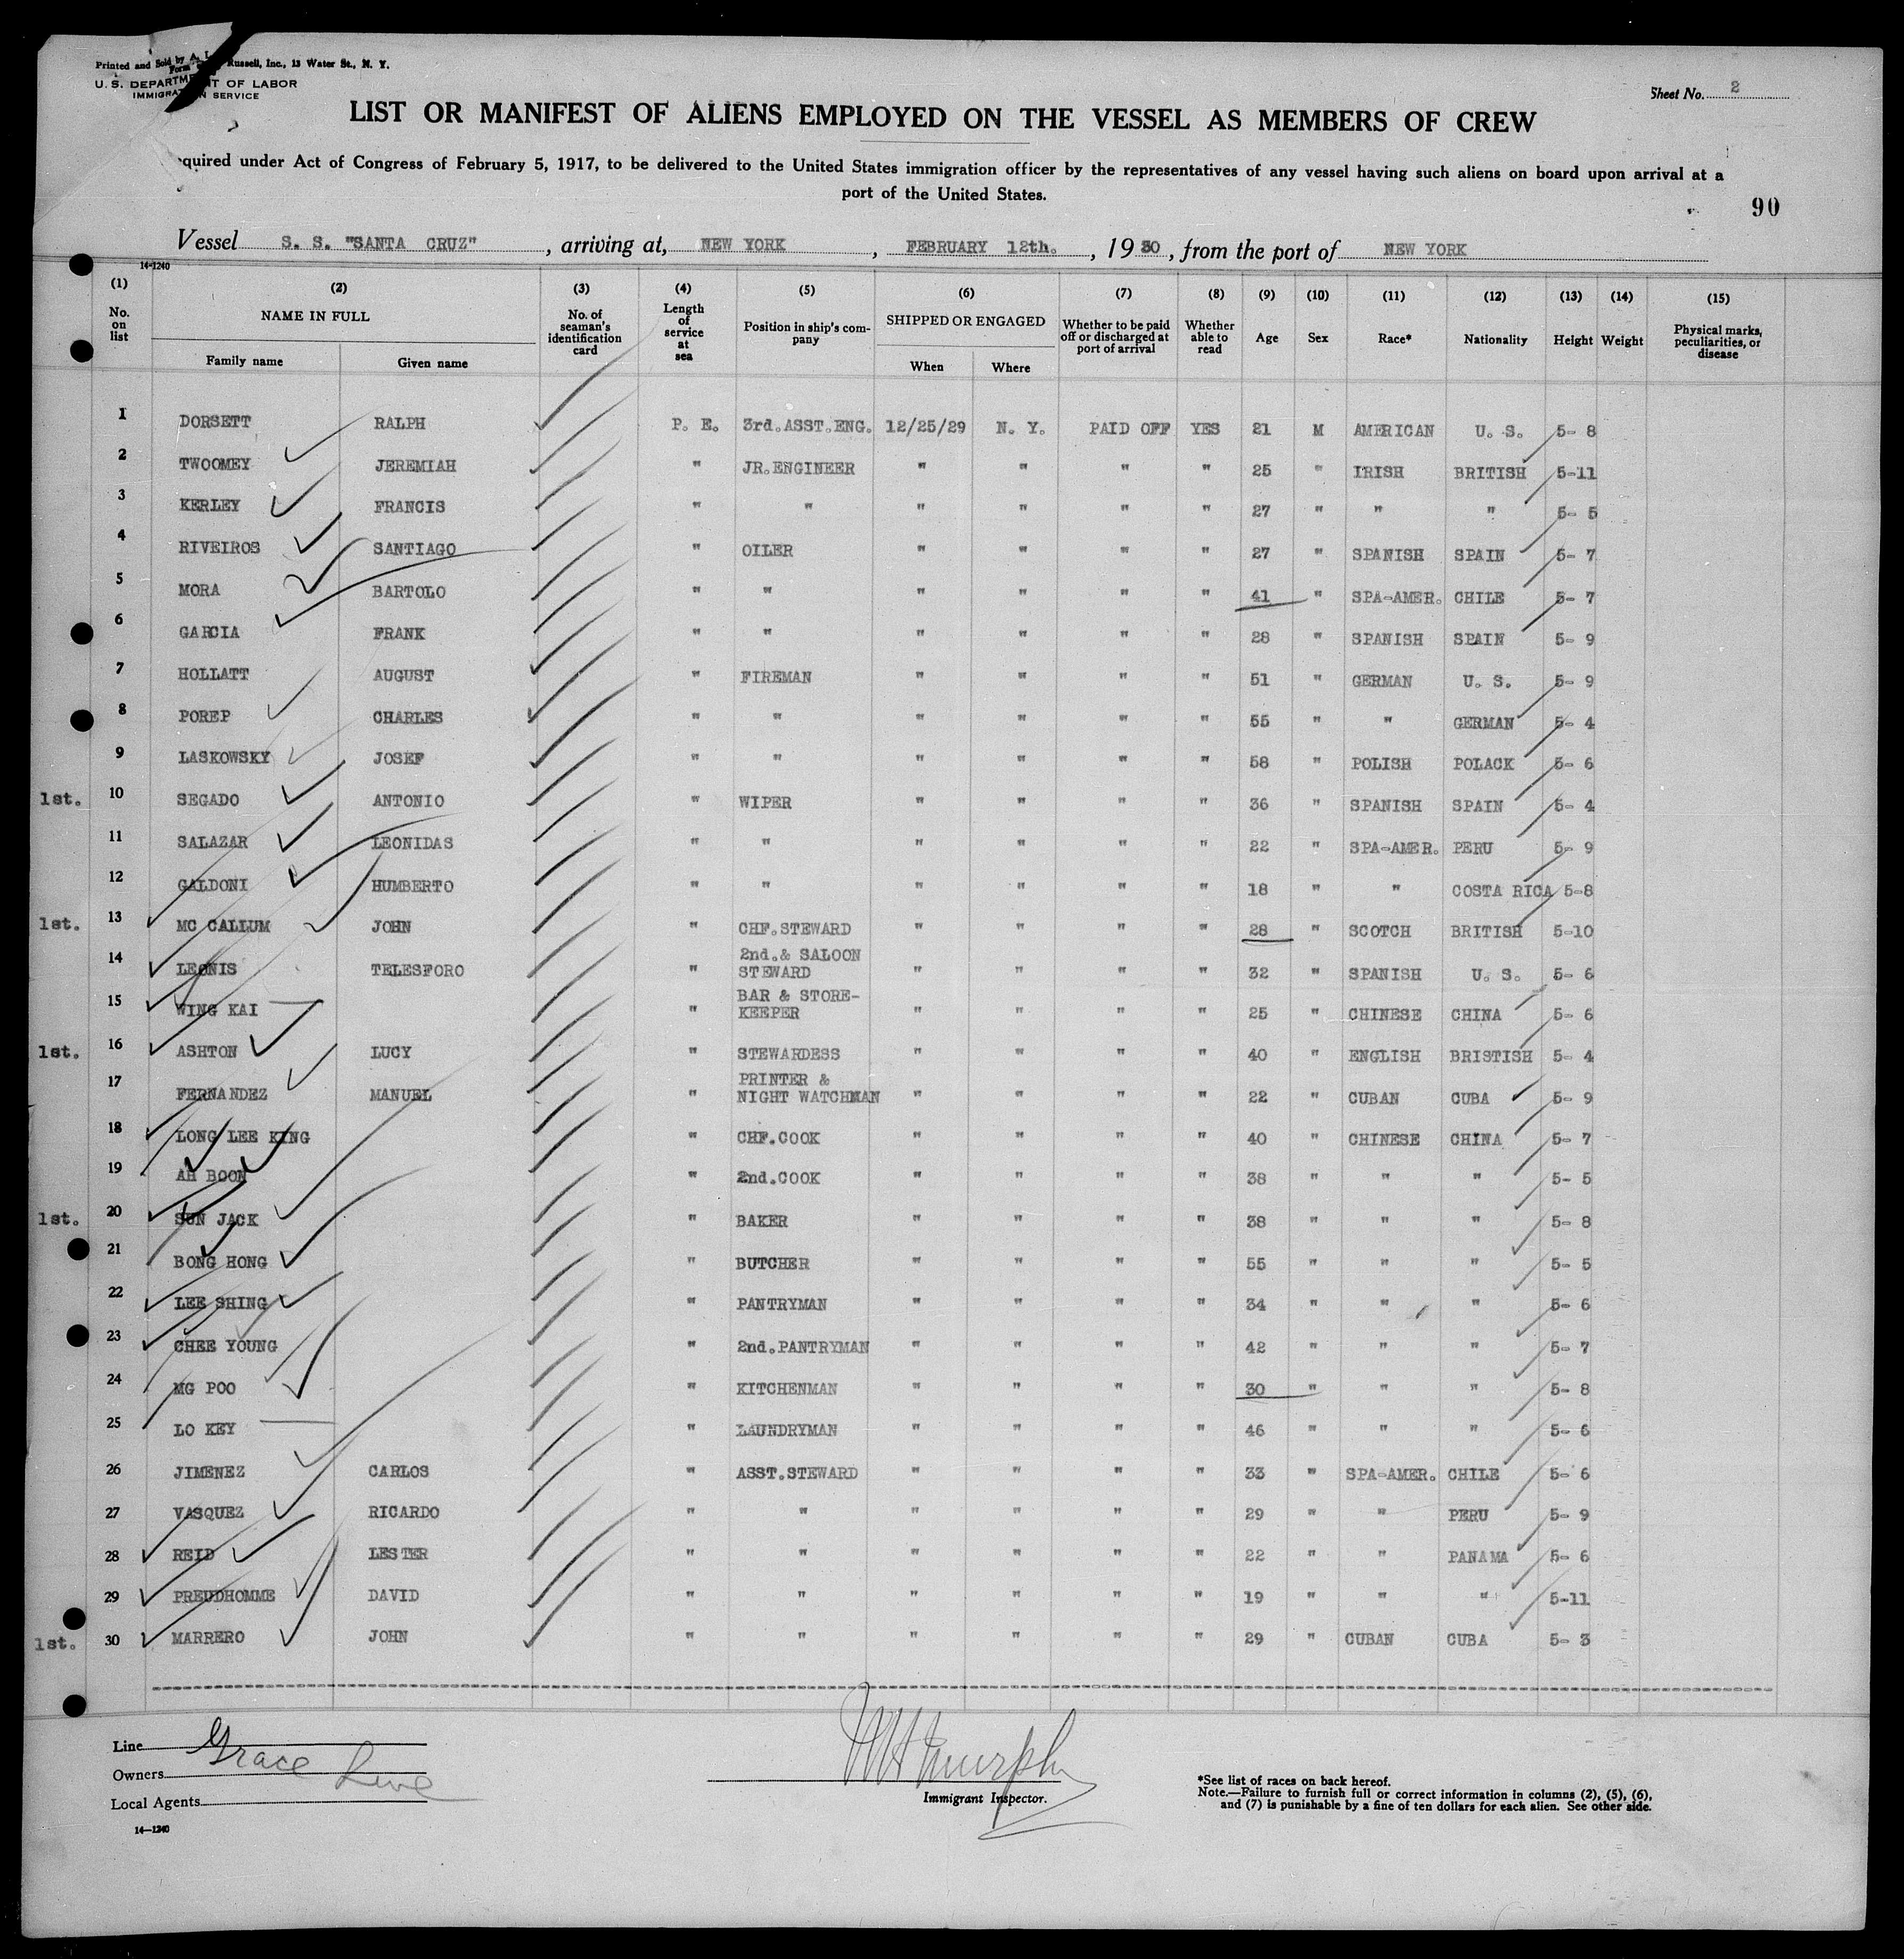 Printed and Sold by A. L. Russell, Inc., 13 Water St., N. Y.
Form
U. S. DEPARTMENT OF LABOR
IMMIGRATION SERVICE
Sheet No. 2
LIST OR MANIFEST OF ALIENS EMPLOYED ON THE VESSEL AS MEMBERS OF CREW
quired under Act of Congress of February 5, 1917, to be delivered to the United States immigration officer by the representatives of any vessel having such aliens on board upon arrival at a
port of the United States.
90
Vessel S. S. "SANTA CRUZ", arriving at, NEW YORK, FEBRUARY 12th., 1930, from the port of NEW YORK
14-1240
(1) (2) (3) (4) (5) (6) (7) (8) (9) (10) (11) (12) (13) (14) (15)
No. on list NAME IN FULL Family name Given name No. of seaman's identification card Length of service at sea Position in ship's company SHIPPED OR ENGAGED When Where Whether to be paid off or discharged at port of arrival Whether able to read Age Sex Race* Nationality Height Weight Physical marks, peculiarities, or disease
1 DORSETT RALPH P. E. 3rd.ASST.ENG. 12/25/29 N. Y. PAID OFF YES 21 M AMERICAN U. S. 5- 8
2 TWOOMEY JEREMIAH " JR.ENGINEER " " " " 25 " IRISH BRITISH 5-11
3 KERLEY FRANCIS " " " " " " 27 " " " 5- 5
4 RIVEIROS SANTIAGO " OILER " " " " 27 " SPANISH SPAIN 5- 7
5 MORA BARTOLO " " " " " " 41 " SPA-AMER. CHILE 5- 7
6 GARCIA FRANK " " " " " " 28 " SPANISH SPAIN 5- 9
7 HOLLATT AUGUST " FIREMAN " " " " 51 " GERMAN U. S. 5- 9
8 POREP CHARLES " " " " " " 55 " " GERMAN 5- 4
9 LASKOWSKY JOSEF " " " " " " 58 " POLISH POLACK 5- 6
1st. 10 SEGADO ANTONIO " WIPER " " " " 36 " SPANISH SPAIN 5- 4
11 SALAZAR LEONIDAS " " " " " " 22 " SPA-AMER. PERU 5- 9
12 GALDONI HUMBERTO " " " " " " 18 " " COSTA RICA 5-8
1st. 13 MC CALLUM JOHN " CHF.STEWARD " " " " 28 " SCOTCH BRITISH 5-10
14 LEONIS TELESFORO " 2nd.& SALOON STEWARD " " " " 32 " SPANISH U. S. 5- 6
15 WING KAI " BAR & STORE-KEEPER " " " " 25 " CHINESE CHINA 5- 6
1st. 16 ASHTON LUCY " STEWARDESS " " " " 40 " ENGLISH BRISTISH 5- 4
17 FERNANDEZ MANUEL " PRINTER & NIGHT WATCHMAN " " " " 22 " CUBAN CUBA 5- 9
18 LONG LEE KING " CHF.COOK " " " " 40 " CHINESE CHINA 5- 7
19 AH BOON " 2nd.COOK " " " " 38 " " " 5- 5
1st. 20 SUN JACK " BAKER " " " " 38 " " " 5- 8
21 BONG HONG " BUTCHER " " " " 55 " " " 5- 5
22 LEE SHING " PANTRYMAN " " " " 34 " " " 5- 6
23 CHEE YOUNG " 2nd.PANTRYMAN " " " " 42 " " " 5- 7
24 MG POO " KITCHENMAN " " " " 30 " " " 5- 8
25 LO KEY " LAUNDRYMAN " " " " 46 " " " 5- 6
26 JIMENEZ CARLOS " ASST.STEWARD " " " " 33 " SPA-AMER. CHILE 5- 6
27 VASQUEZ RICARDO " " " " " " 29 " " PERU 5- 9
28 REID LESTER " " " " " " 22 " " PANAMA 5- 6
29 PREUDHOMME DAVID " " " " " " 19 " " " 5-11
1st. 30 MARRERO JOHN " " " " " " 29 " CUBAN CUBA 5- 3
Line Grace Line
Owners
Local Agents
14—1240
Murphy
Immigrant Inspector.
*See list of races on back hereof.
Note.—Failure to furnish full or correct information in columns (2), (5), (6),
and (7) is punishable by a fine of ten dollars for each alien. See other side.